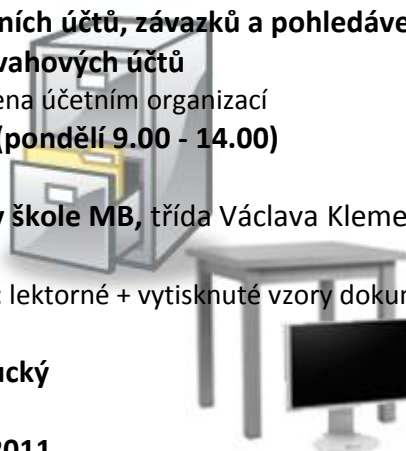 ních účtů, závazků a pohledáve
vahových účtů
ena účetním organizací
(pondělí 9.00 - 14.00)
škole MB, třída Václava Kleme
: lektorné + vytisknuté vzory doku
ucký
2011